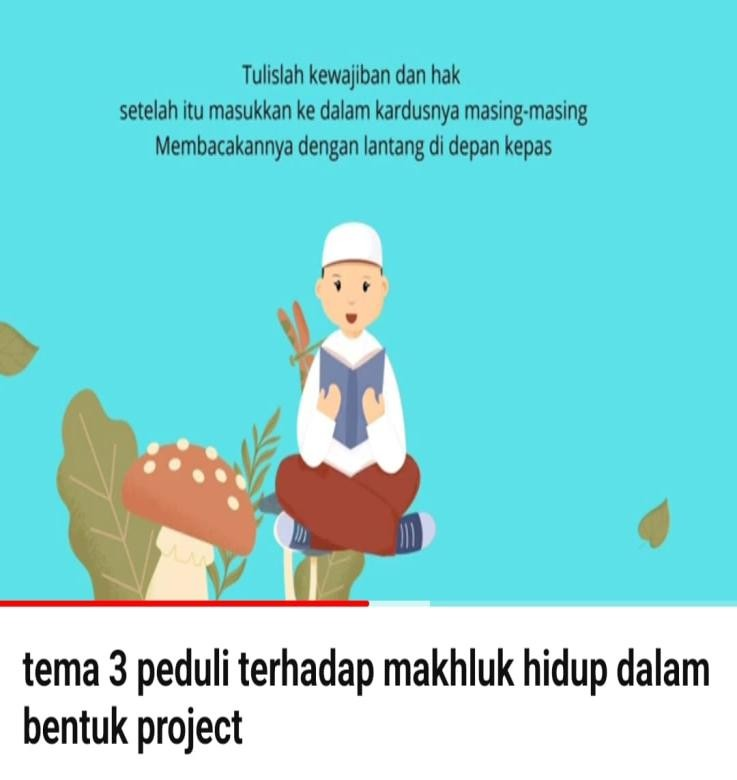 Tulislah kewajiban dan hak
setelah itu masukkan ke dalam kardusnya masing-masing
Membacakannya dengan lantang di depan kepas
tema 3 peduli terhadap makhluk hidup dalam
bentuk project